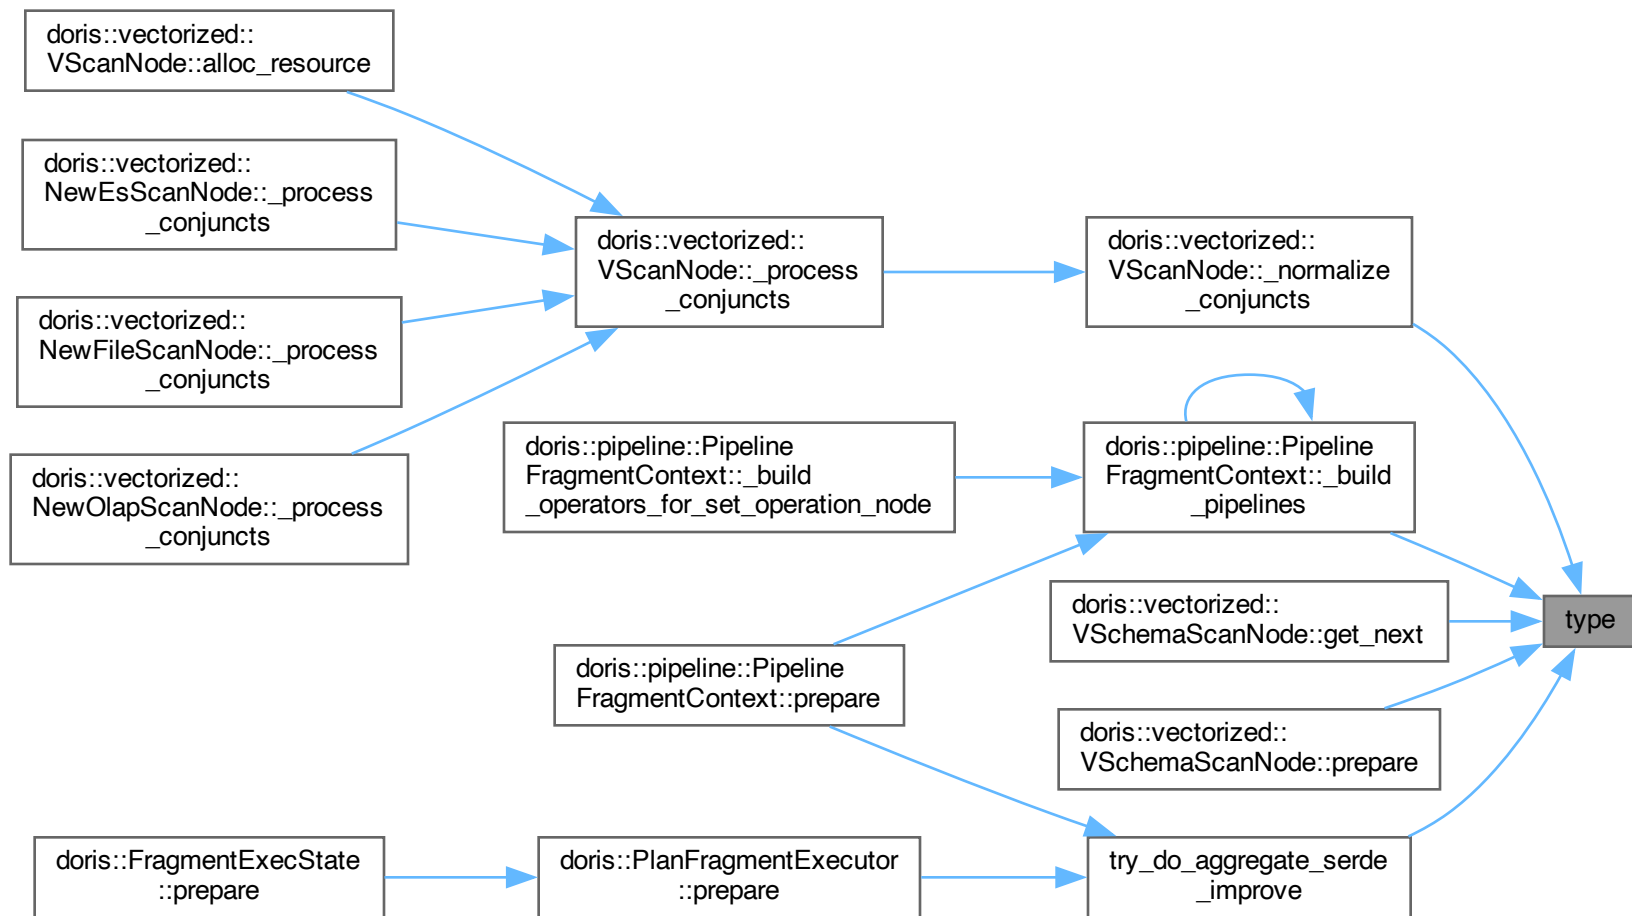 doris::vectorized::
VScanNode::alloc_resource
doris::vectorized::
NewEsScanNode::_process
_conjuncts
doris::vectorized::
NewFileScanNode::_process
_conjuncts
doris::vectorized::
NewOlapScanNode::_process
_conjuncts
doris::vectorized::
VScanNode::_process
_conjuncts
doris::vectorized::
VScanNode::_normalize
_conjuncts
doris::pipeline::Pipeline
FragmentContext::_build
_operators_for_set_operation_node
doris::pipeline::Pipeline
FragmentContext::_build
_pipelines
doris::vectorized::
VSchemaScanNode::get_next
type
doris::pipeline::Pipeline
FragmentContext::prepare
doris::vectorized::
VSchemaScanNode::prepare
doris::FragmentExecState
::prepare
doris::PlanFragmentExecutor
::prepare
try_do_aggregate_serde
_improve